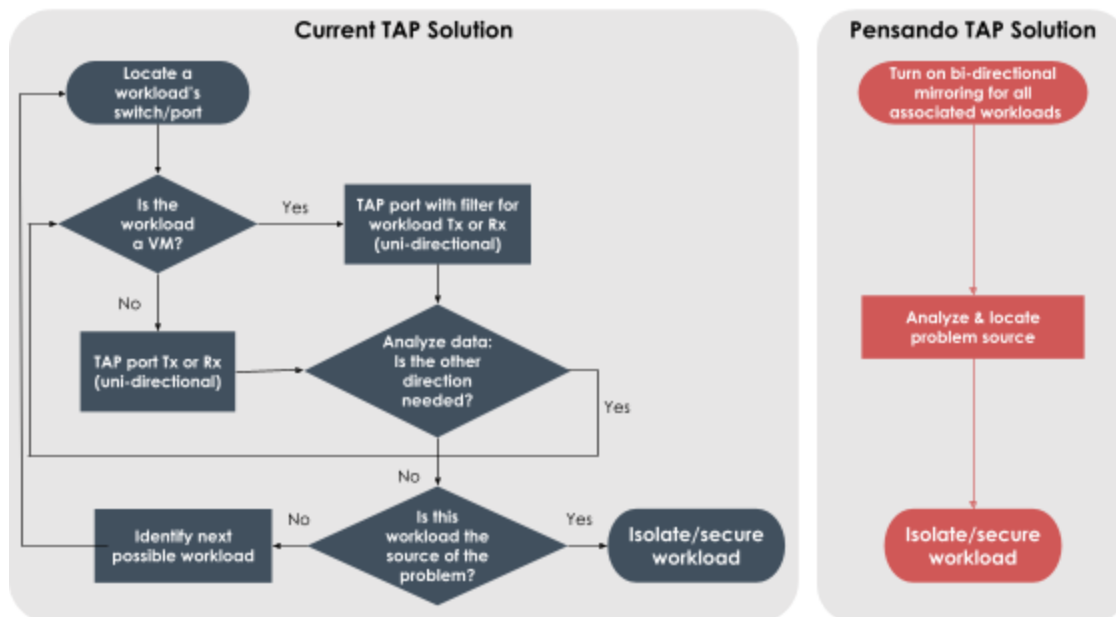 Current TAP Solution
Locate a
workload's
switch/port
Is the
workload
a VM?
Yes
TAP port with filter for
workload Tx or Rx
(uni-directional)
No
TAP port Tx or Rx
(uni-directional)
Analyze data:
Is the other
direction
needed?
Yes
No
Is this
workload the
source of the
problem?
No
Identify next
possible workload
Yes
Isolate/secure
workload
Pensando TAP Solution
Turn on bi-directional
mirroring for all
associated workloads
Analyze & locate
problem source
Isolate/secure
workload